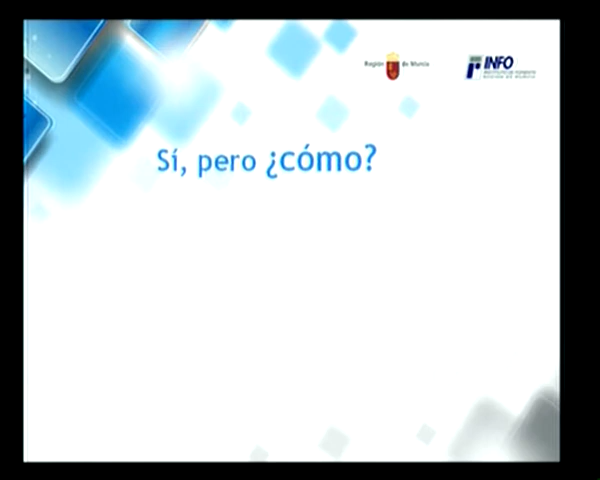 Región de Murcia
INFO
Sí, pero ¿cómo?